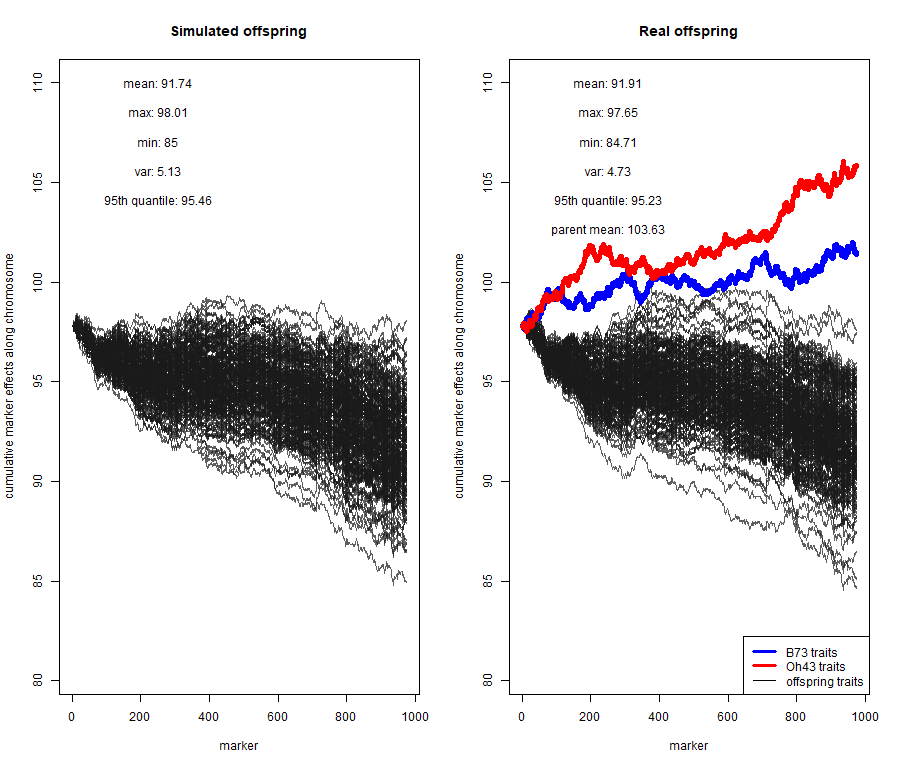 Simulated offspring
mean: 91.74
max: 98.01
min: 85
var: 5.13
95th quantile: 95.46
110
105
100
95
90
85
80
cumulative marker effects along chromosome
0
200
400
600
800
1000
marker
Real offspring
mean: 91.91
max: 97.65
min: 84.71
var: 4.73
95th quantile: 95.23
parent mean: 103.63
110
105
100
95
90
85
80
cumulative marker effects along chromosome
B73 traits
Oh43 traits
offspring traits
0
200
400
600
800
1000
marker